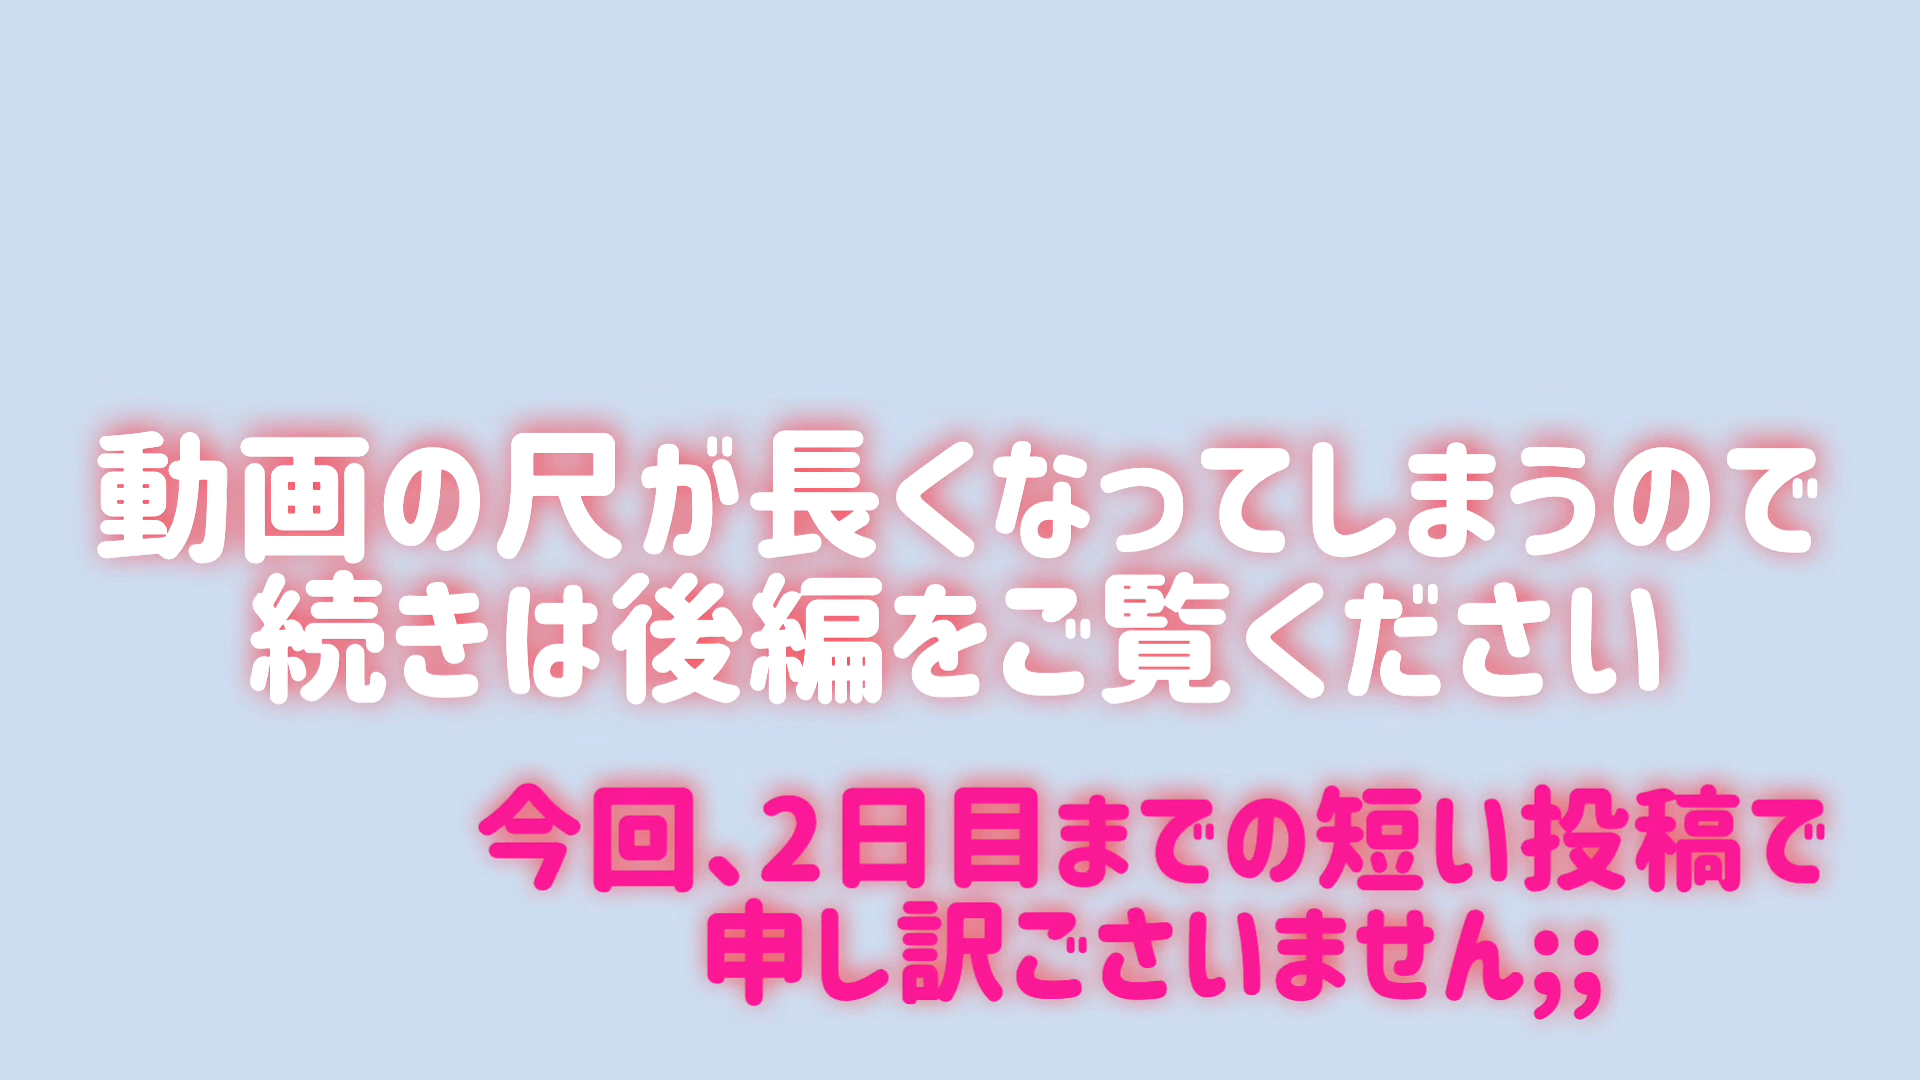 動画の尺が長くなってしまうので
続きは後編をご覧ください
今回、2日目までの短い投稿で
申し訳ごさいません;;